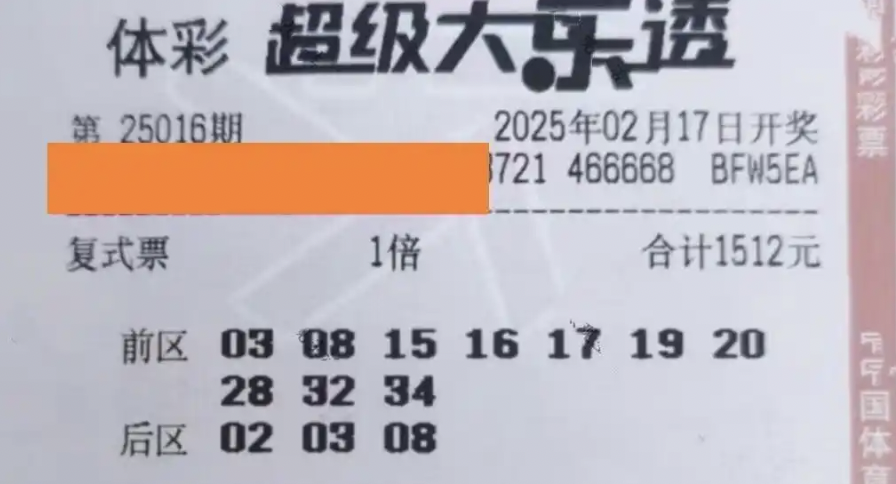 体彩 超级大乐透
第 25016期 2025年02月17日开奖
721 466668 BFW5EA
复式票 1倍 合计1512元
前区 03 08 15 16 17 19 20
28 32 34
后区 02 03 08
彩票
中国体育